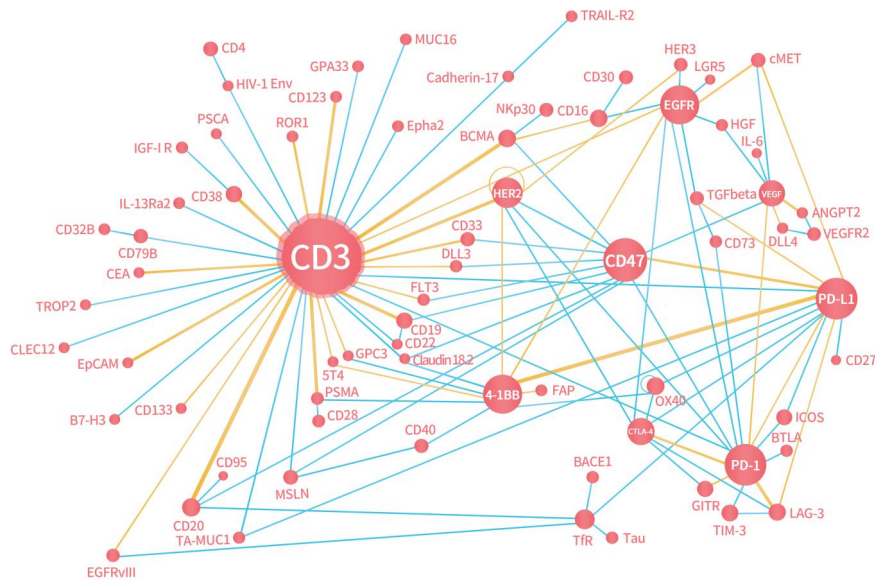 TRAIL-R2
MUC16
CD4
HER3
cMET
GPA33
Cadherin-17
CD30
LGR5
HIV-1 Env
CD123
NKp30
CD16
EGFR
PSCA
ROR1
Epha2
BCMA
HGF
IGF-I R
IL-6
CD38
HER2
TGFbeta
VEGF
IL-13Ra2
ANGPT2
CD32B
CD33
DLL4
VEGFR2
CD79B
CD3
DLL3
CD47
CD73
CEA
FLT3
PD-L1
TROP2
CD19
CD22
CLEC12
GPC3
Claudin18.2
CD27
EpCAM
5T4
4-1BB
FAP
PSMA
OX40
CD133
B7-H3
CD28
CTLA-4
ICOS
CD40
BTLA
CD95
BACE1
PD-1
MSLN
GITR
CD20
LAG-3
TA-MUC1
TfR
Tau
TIM-3
EGFRvIII